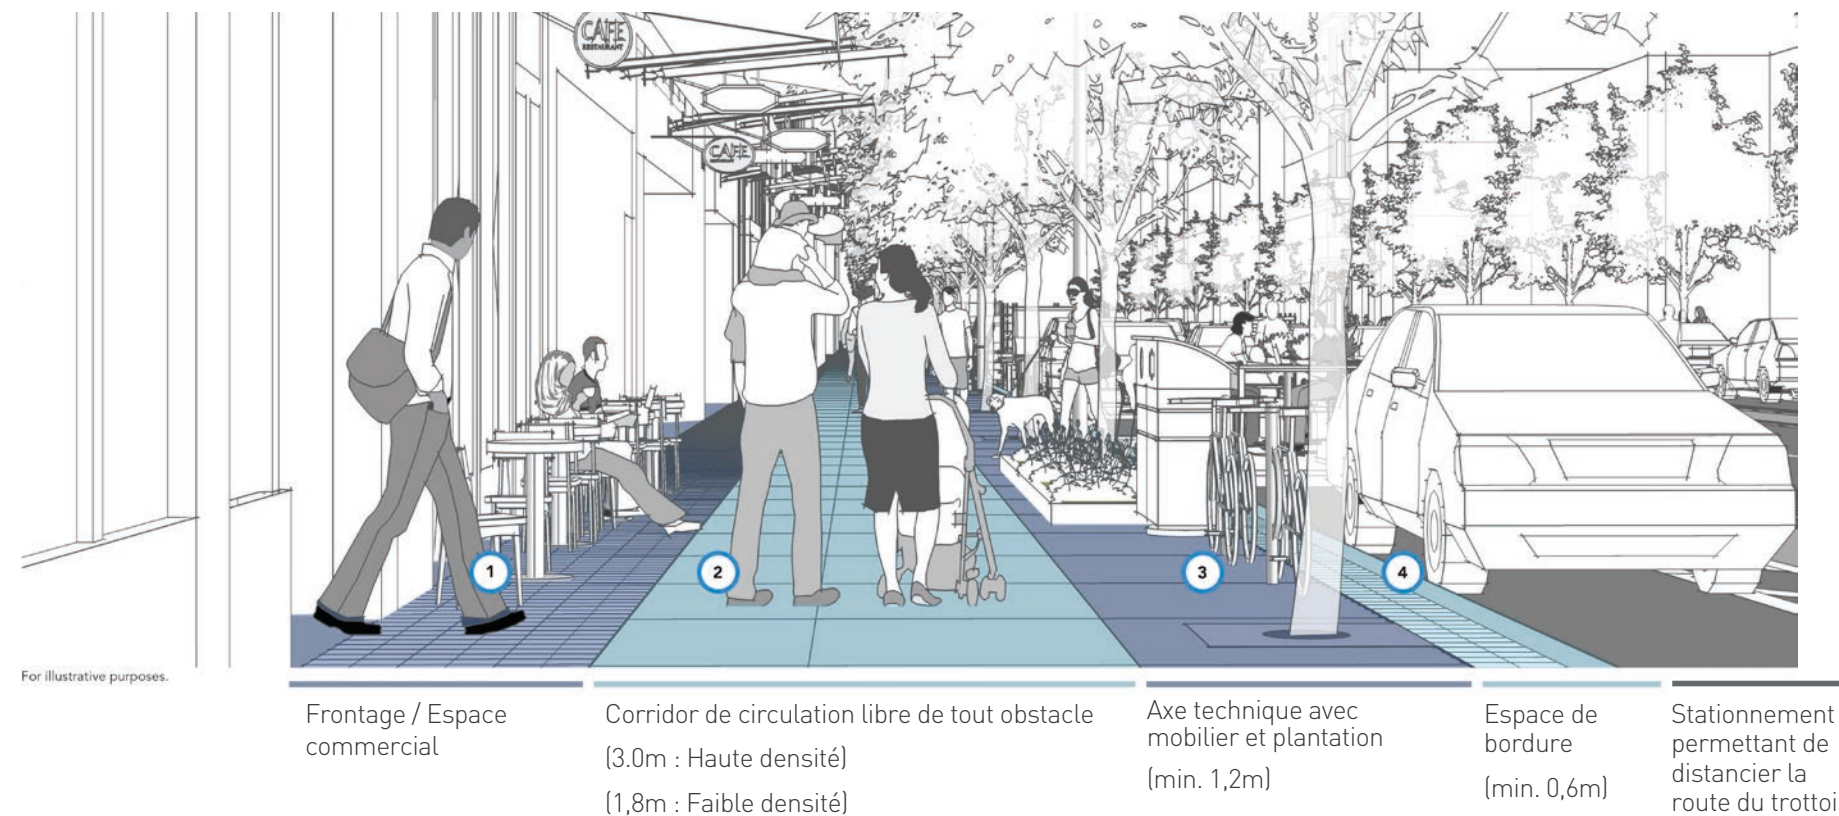 CAFE
RESTAURANT
CAFE
RESTAURANT
1
2
3
4
For illustrative purposes.
Frontage / Espace
commercial
Corridor de circulation libre de tout obstacle
(3.0m : Haute densité)
(1,8m : Faible densité)
Axe technique avec
mobilier et plantation
(min. 1,2m)
Espace de
bordure
(min. 0,6m)
Stationnement
permettant de
distancier la
route du trottoi